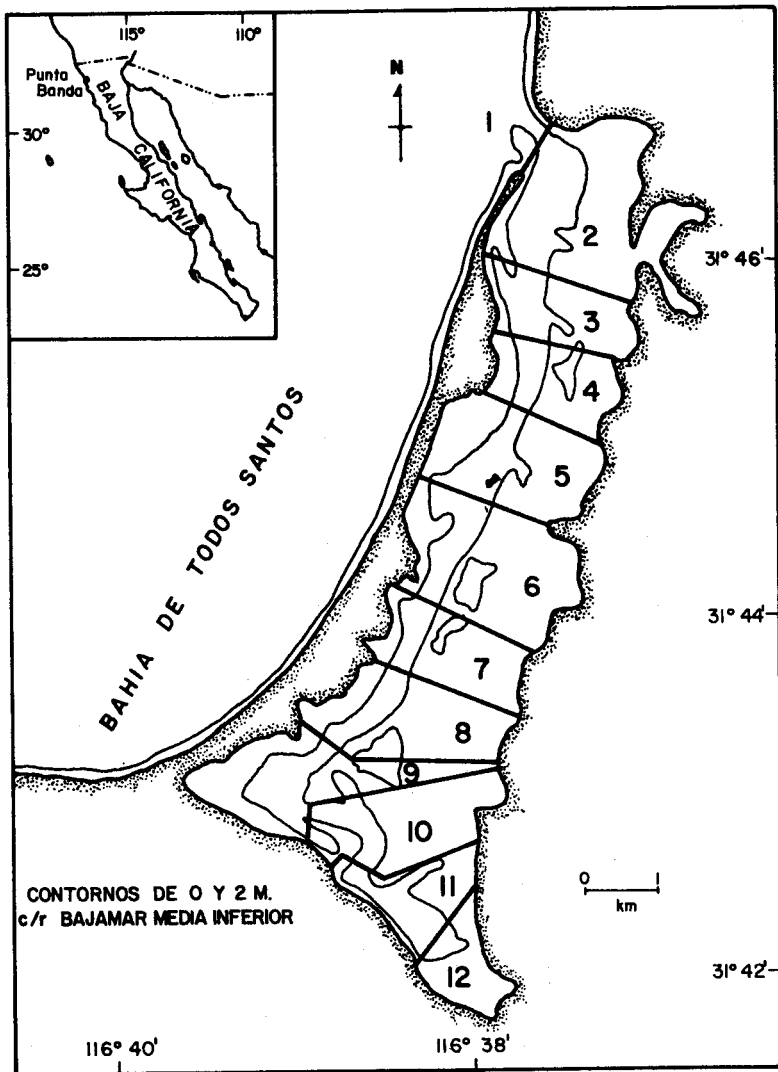 115°
110°
Punta
Banda
BAJA
CALIFORNIA
30°
25°
N
1
2
31° 46'
3
4
5
6
31° 44'
7
8
9
10
11
12
BAHIA DE TODOS SANTOS
CONTORNOS DE 0 Y 2 M.
c/r BAJAMAR MEDIA INFERIOR
0 1
km
31° 42'
116° 40'
116° 38'